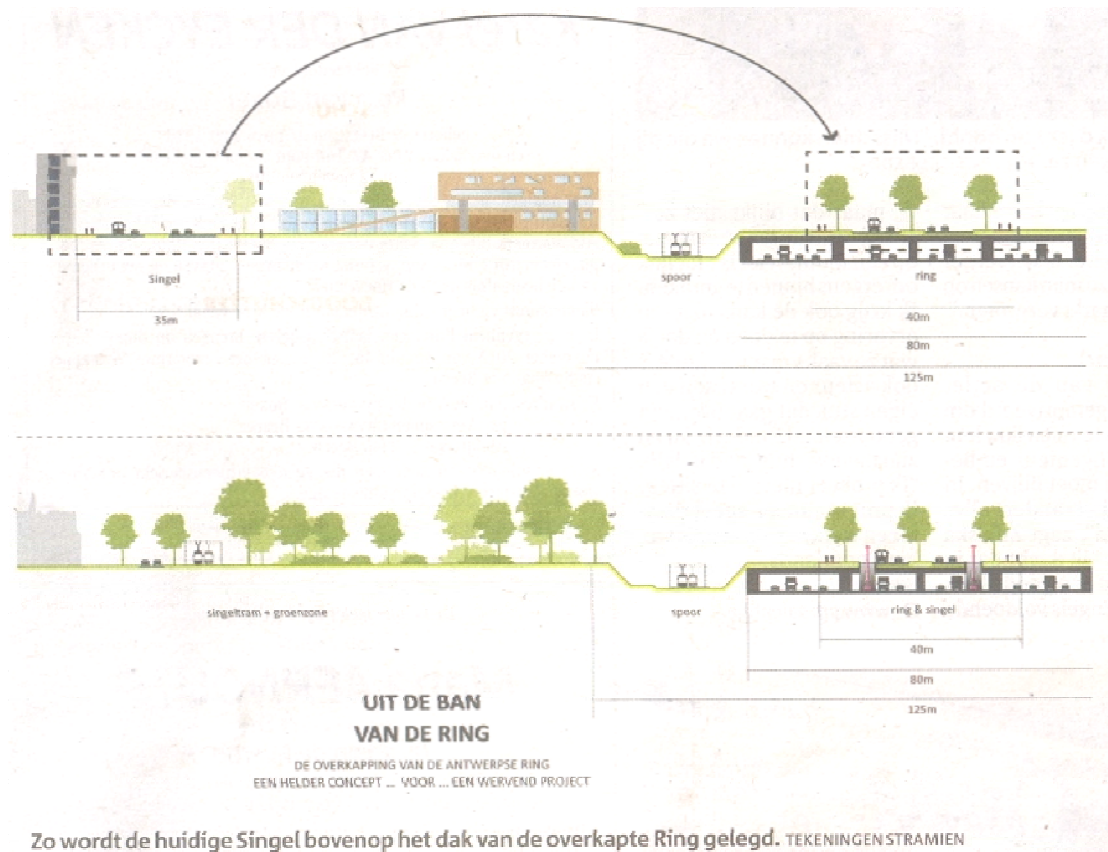 Singel
35m
spoor
ring
40m
80m
125m
singeltram + groenzone
spoor
ring & singel
40m
80m
125m
UIT DE BAN
VAN DE RING
DE OVERKAPPING VAN DE ANTWERPSE RING
EEN HELDER CONCEPT ... VOOR ... EEN WERVEND PROJECT
Zo wordt de huidige Singel bovenop het dak van de overkapte Ring gelegd. TEKENINGEN STRAMIEN